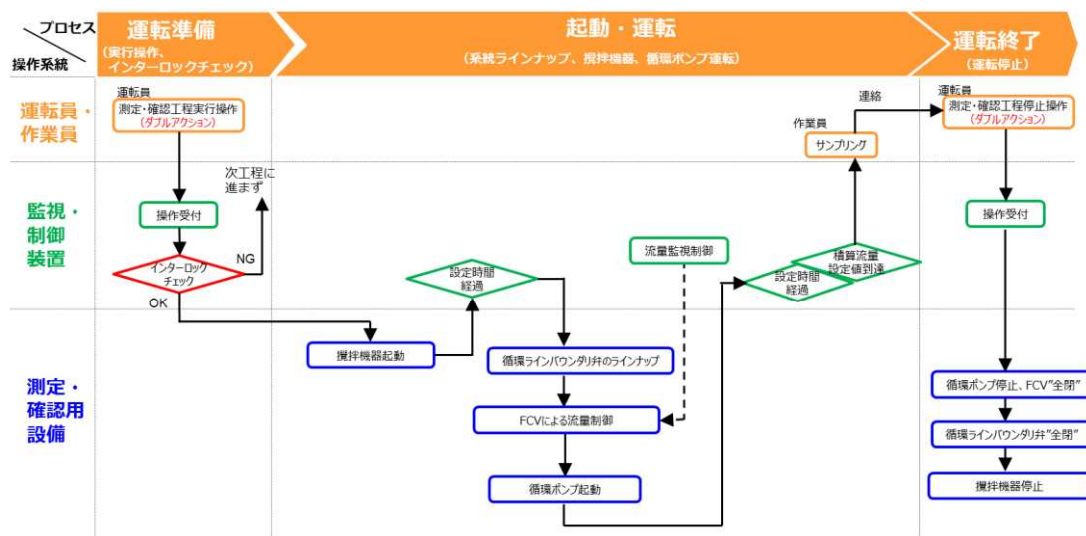 プロセス
操作系統
運転準備
(実行操作、
インターロックチェック)
起動・運転
(系統ラインナップ、攪拌機器、循環ポンプ運転)
運転終了
(運転停止)
運転員・
作業員
運転員
測定・確認工程実行操作
(ダブルアクション)
作業員
サンプリング
連絡
運転員
測定・確認工程停止操作
(ダブルアクション)
監視・
制御
装置
次工程に
進まず
操作受付
インターロック
チェック
NG
OK
設定時間
経過
流量監視制御
設定時間
経過
積算流量
設定値到達
操作受付
測定・
確認用
設備
攪拌機器起動
循環ラインバウンダリ弁のラインナップ
FCVによる流量制御
循環ポンプ起動
循環ポンプ停止、FCV"全閉"
循環ラインバウンダリ弁"全閉"
攪拌機器停止